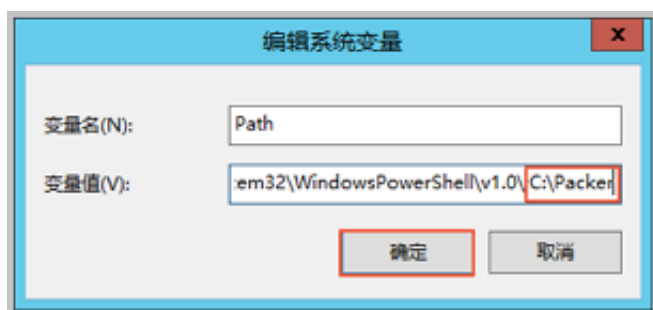 编辑系统变量
x
变量名(N):
Path
变量值(V):
:em32\WindowsPowerShell\v1.0\C:\Packer
确定
取消